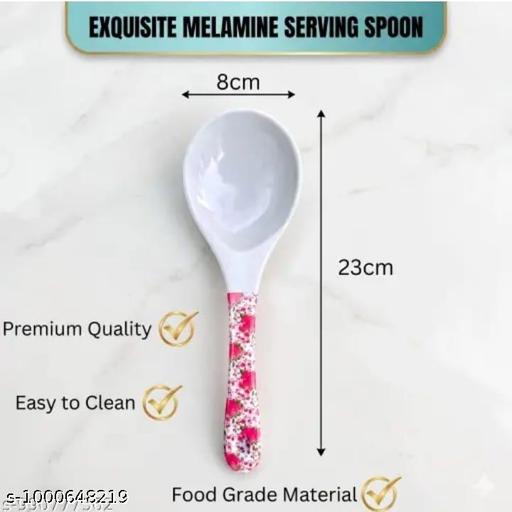 EXQUISITE MELAMINE SERVING SPOON
8cm
23cm
Premium Quality
Easy to Clean
Food Grade Material
s-1000648219